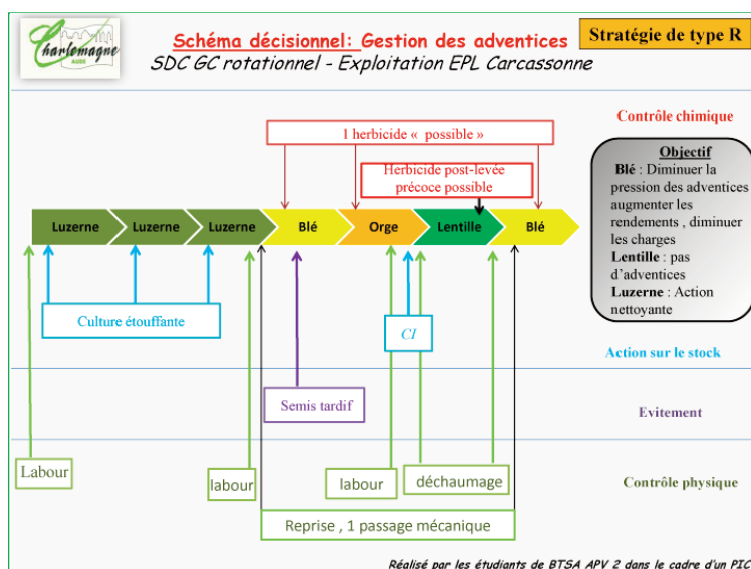 Charlemagne
AUDE
Schéma décisionnel: Gestion des adventices
SDC GC rotationnel - Exploitation EPL Carcassonne
Stratégie de type R
Contrôle chimique
1 herbicide « possible »
Herbicide post-levée
précoce possible
Objectif
Blé : Diminuer la
pression des adventices
augmenter les
rendements , diminuer
les charges
Lentille : pas
d'adventices
Luzerne : Action
nettoyante
Luzerne
Luzerne
Luzerne
Blé
Orge
Lentille
Blé
Culture étouffante
CI
Action sur le stock
Semis tardif
Evitement
Labour
labour
labour
déchaumage
Contrôle physique
Reprise , 1 passage mécanique
Réalisé par les étudiants de BTSA APV 2 dans le cadre d'un PIC